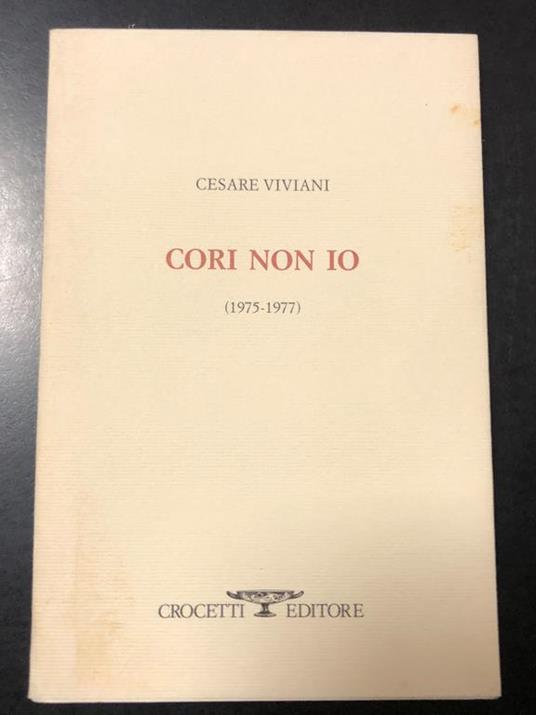 CESARE VIVIANI
CORI NON IO
(1975-1977)
CROCETTI EDITORE